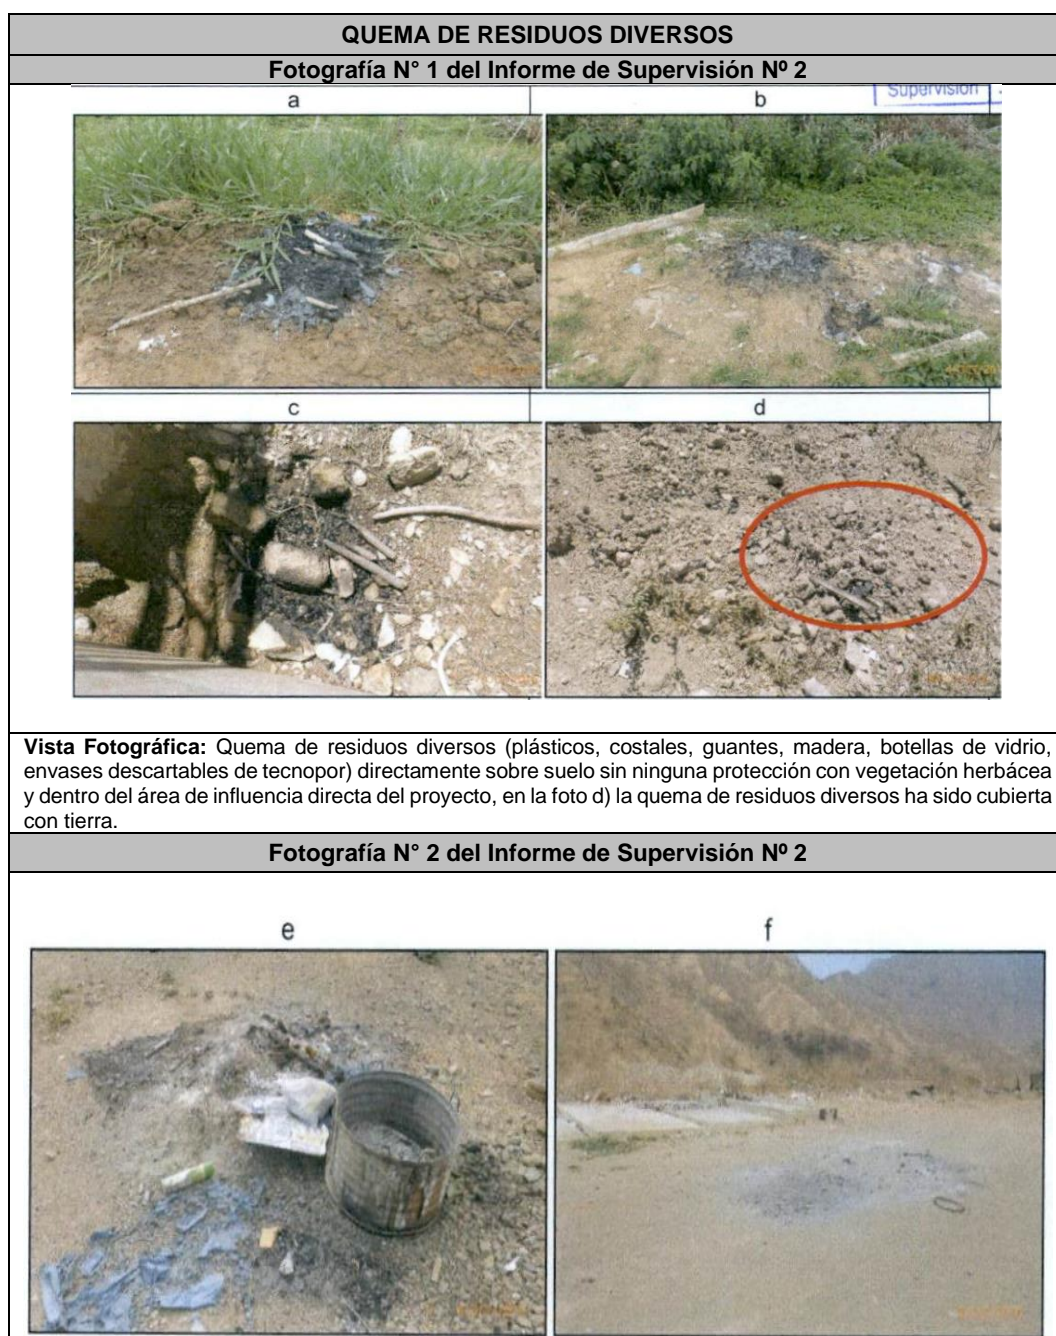 QUEMA DE RESIDUOS DIVERSOS
Fotografía N° 1 del Informe de Supervisión Nº 2
Supervisión
a
b
c
d
Vista Fotográfica: Quema de residuos diversos (plásticos, costales, guantes, madera, botellas de vidrio,
envases descartables de tecnopor) directamente sobre suelo sin ninguna protección con vegetación herbácea
y dentro del área de influencia directa del proyecto, en la foto d) la quema de residuos diversos ha sido cubierta
con tierra.
Fotografía N° 2 del Informe de Supervisión Nº 2
e
f